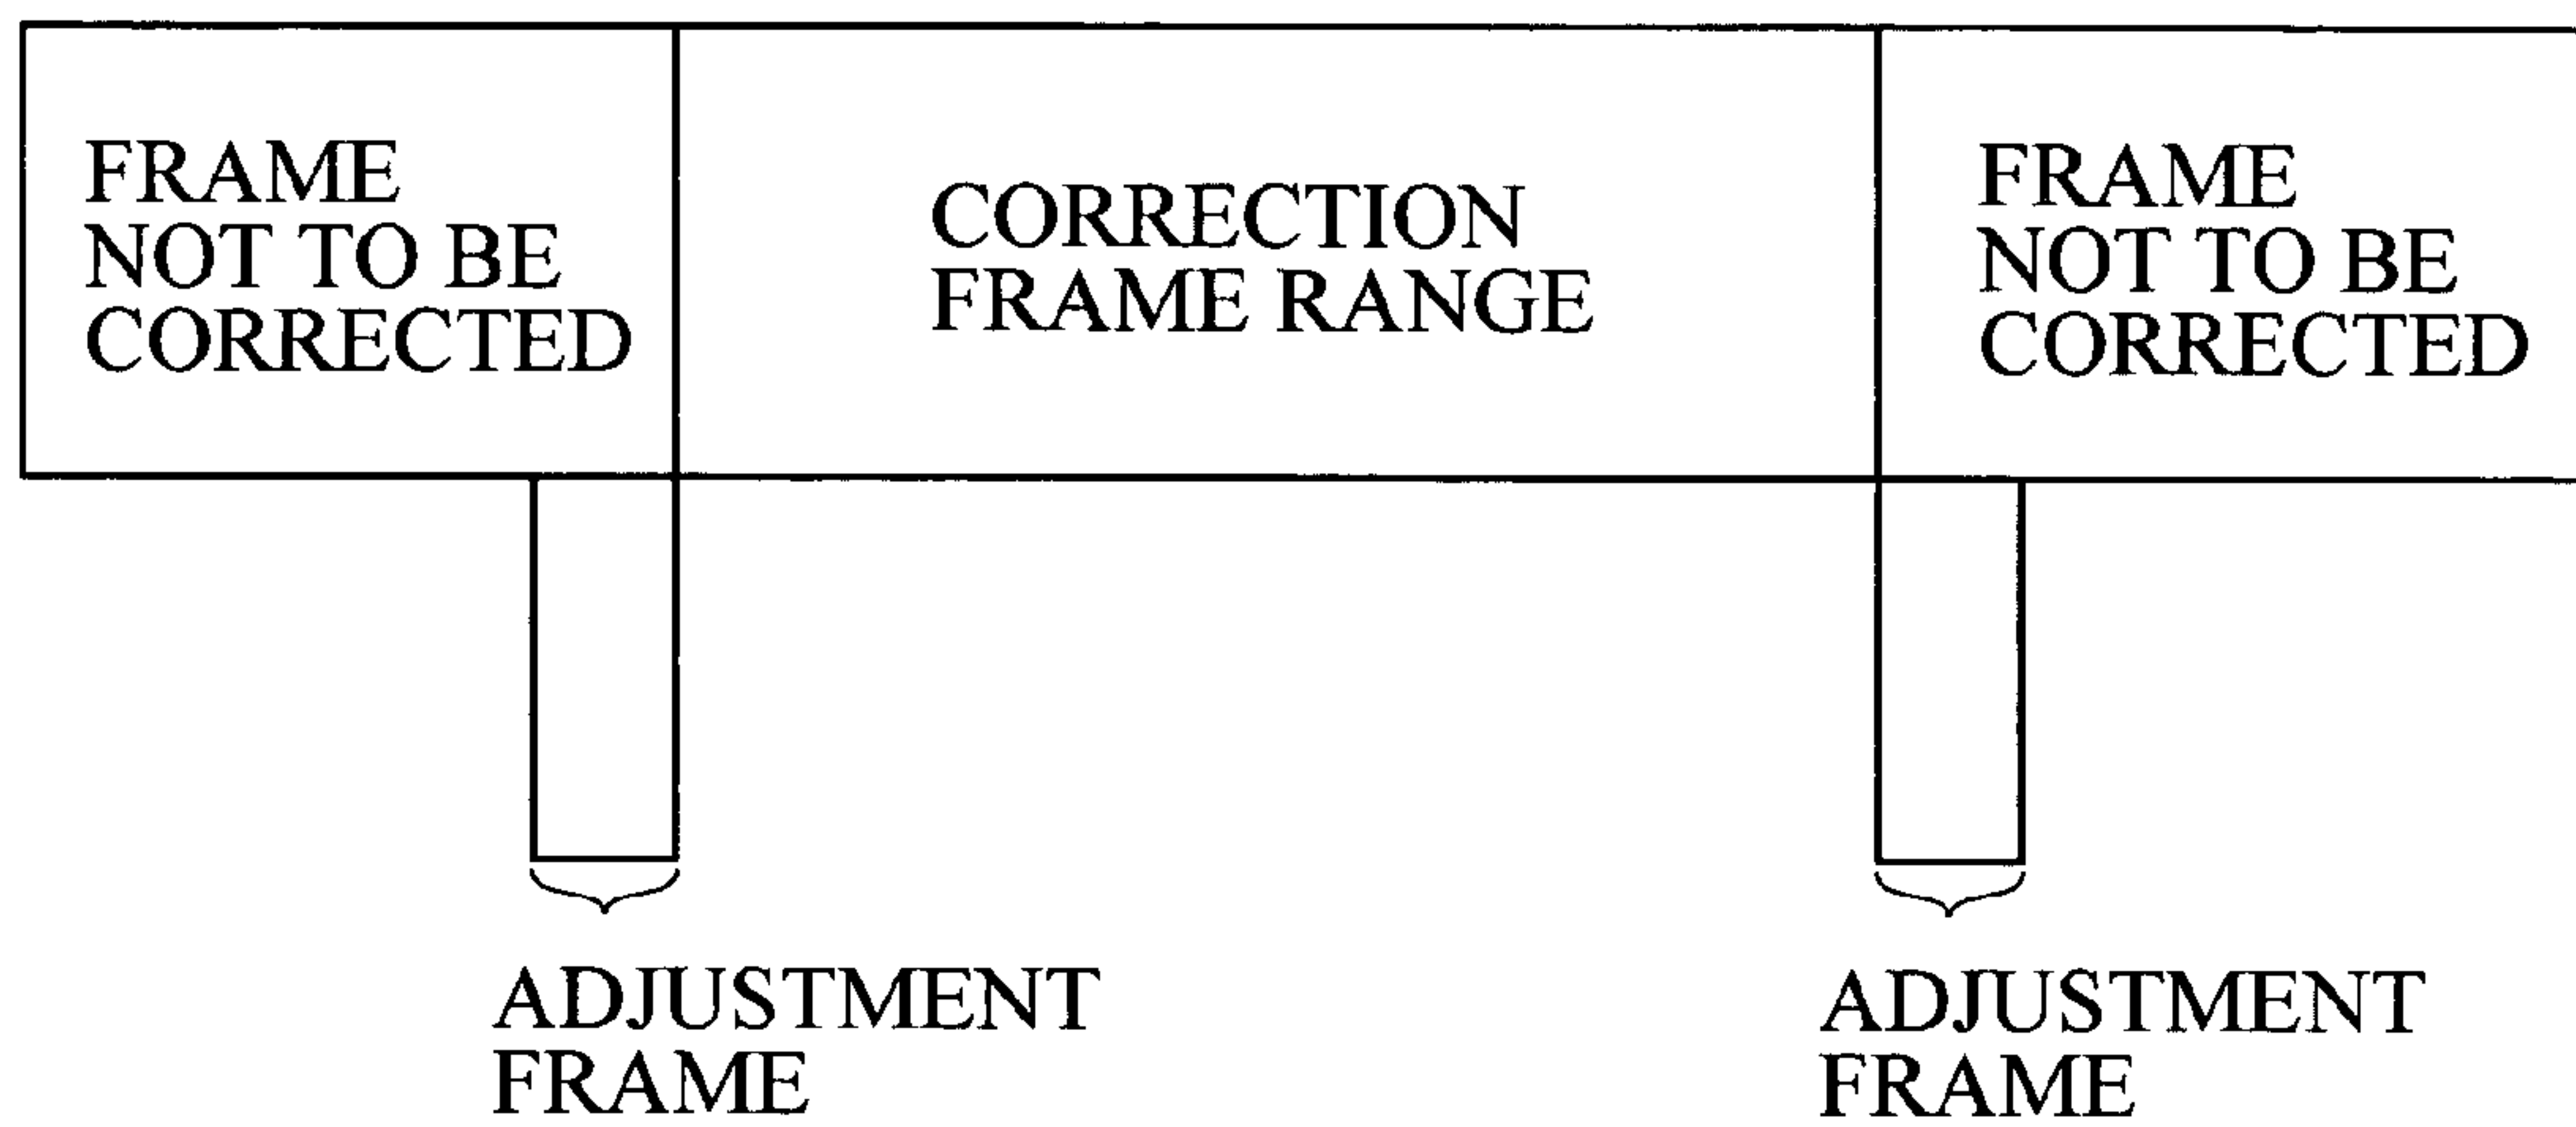 FRAME
NOT TO BE
CORRECTED
CORRECTION
FRAME RANGE
FRAME
NOT TO BE
CORRECTED
ADJUSTMENT
FRAME
ADJUSTMENT
FRAME